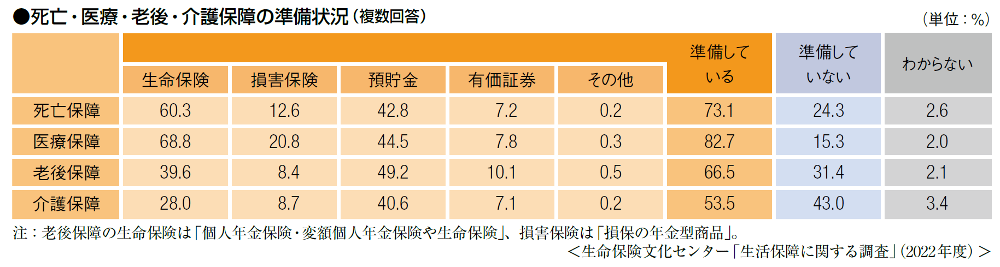 ●死亡・医療・老後・介護保障の準備状況（複数回答）
（単位：%）
準備して
いる
準備して
いない
わからない
生命保険 損害保険 預貯金 有価証券 その他
死亡保障 60.3 12.6 42.8 7.2 0.2 73.1 24.3 2.6
医療保障 68.8 20.8 44.5 7.8 0.3 82.7 15.3 2.0
老後保障 39.6 8.4 49.2 10.1 0.5 66.5 31.4 2.1
介護保障 28.0 8.7 40.6 7.1 0.2 53.5 43.0 3.4
注：老後保障の生命保険は「個人年金保険・変額個人年金保険や生命保険」、損害保険は「損保の年金型商品」。
＜生命保険文化センター「生活保障に関する調査」（2022年度）＞